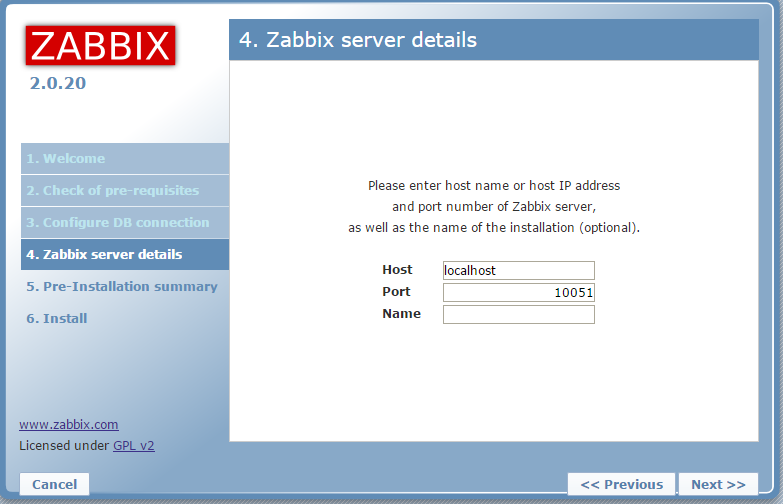 ZABBIX
2.0.20
1. Welcome
2. Check of pre-requisites
3. Configure DB connection
4. Zabbix server details
5. Pre-Installation summary
6. Install
www.zabbix.com
Licensed under GPL v2
4. Zabbix server details
Please enter host name or host IP address
and port number of Zabbix server,
as well as the name of the installation (optional).
Host localhost
Port 10051
Name
Cancel << Previous Next >>